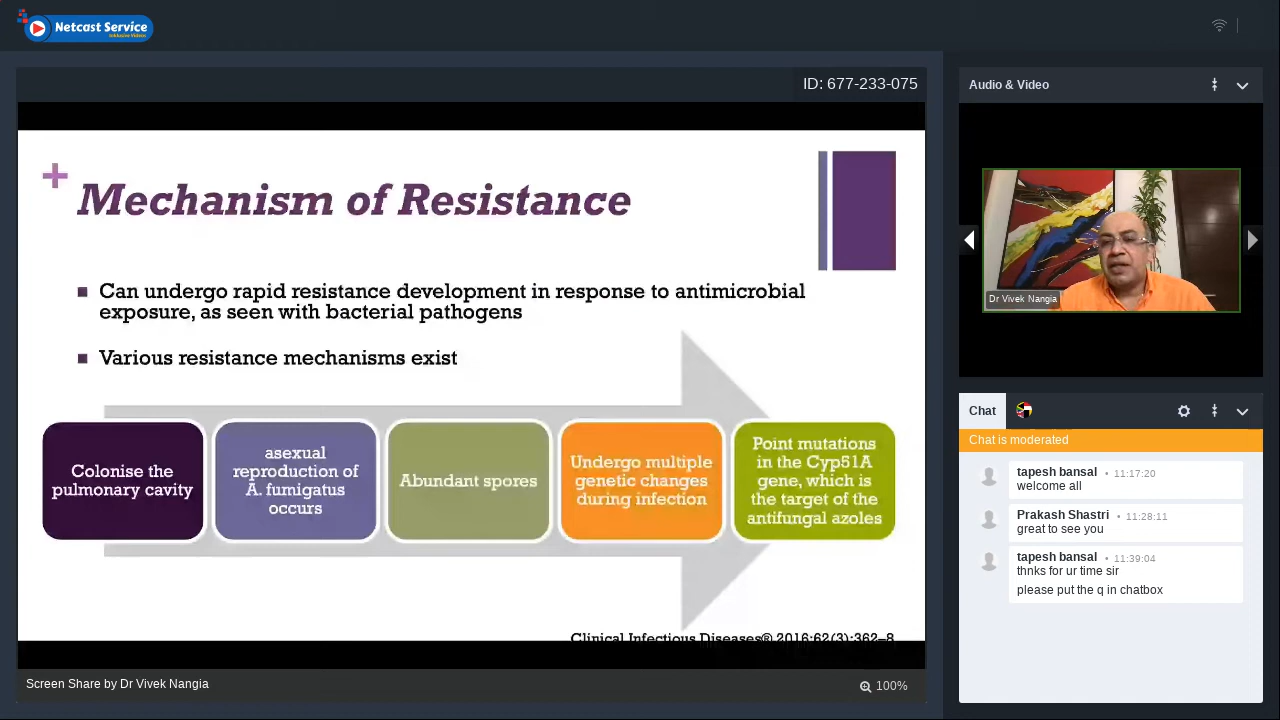 Netcast Service
ID: 677-233-075
+
Mechanism of Resistance
Can undergo rapid resistance development in response to antimicrobial
exposure, as seen with bacterial pathogens
Various resistance mechanisms exist
Colonise the
pulmonary cavity
asexual
reproduction of
A. fumigatus
occurs
Abundant spores
Undergo multiple
genetic changes
during infection
Point mutations
in the Cyp51A
gene, which is
the target of the
antifungal azoles
Clinical Infectious Diseases® 2016;62(3):362–8
Screen Share by Dr Vivek Nangia
100%
Audio & Video
Dr Vivek Nangia
Chat
Chat is moderated
tapesh bansal • 11:17:20
welcome all
Prakash Shastri • 11:28:11
great to see you
tapesh bansal • 11:39:04
thnks for ur time sir
please put the q in chatbox